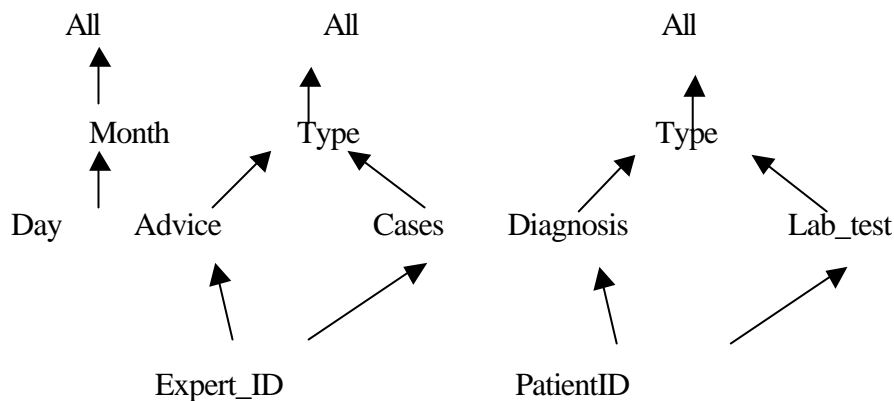 All All All
Month Type Type
Day Advice Cases Diagnosis Lab_test
Expert_ID PatientID